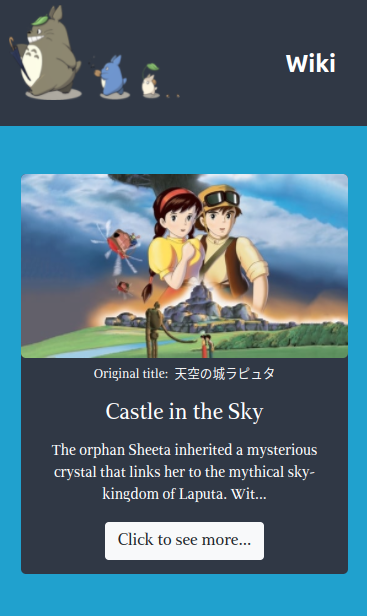 Wiki
Original title: 天空の城ラピュタ
Castle in the Sky
The orphan Sheeta inherited a mysterious
crystal that links her to the mythical sky-
kingdom of Laputa. Wit...
Click to see more...